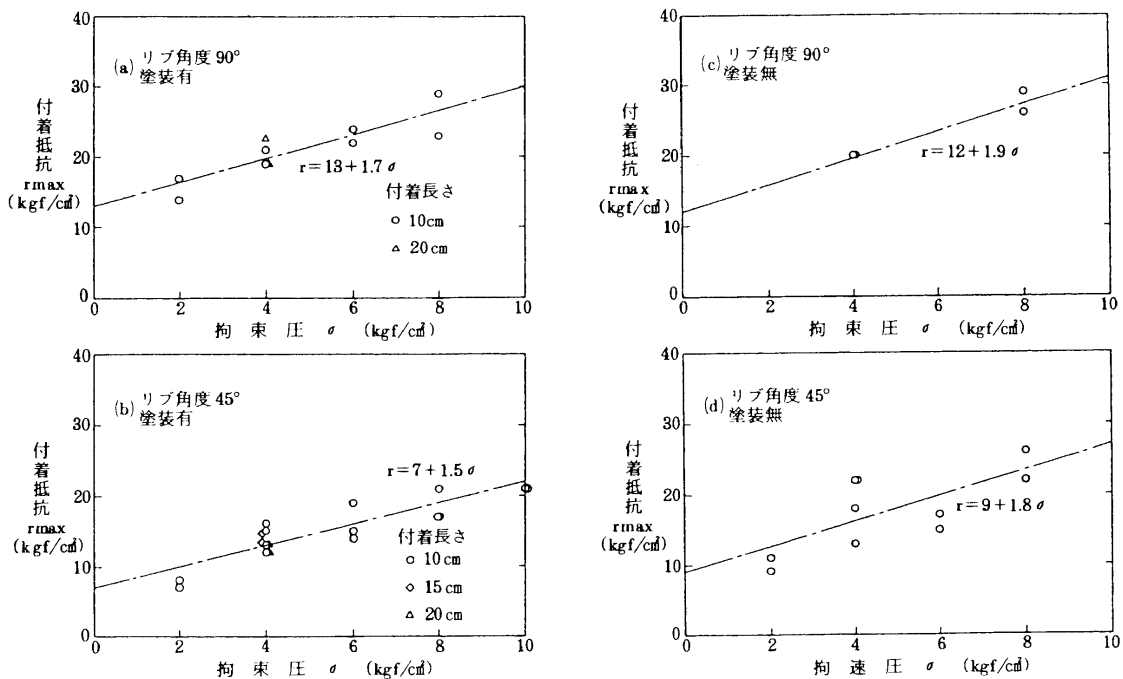 (a) リブ角度 90°
塗装有
40
30
20
10
0
付着抵抗
rmax
(kgf/cm²)
r=13+1.7σ
付着長さ
○ 10cm
△ 20cm
0 2 4 6 8 10
拘束圧 σ (kgf/cm²)
(c) リブ角度 90°
塗装無
40
30
20
10
0
付着抵抗
rmax
(kgf/cm²)
r=12+1.9σ
0 2 4 6 8 10
拘束圧 σ (kgf/cm²)
(b) リブ角度 45°
塗装有
40
30
20
10
0
付着抵抗
rmax
(kgf/cm²)
r=7+1.5σ
付着長さ
○ 10cm
◇ 15cm
△ 20cm
0 2 4 6 8 10
拘束圧 σ (kgf/cm²)
(d) リブ角度 45°
塗装無
40
30
20
10
0
付着抵抗
rmax
(kgf/cm²)
r=9+1.8σ
0 2 4 6 8 10
拘速圧 σ (kgf/cm²)